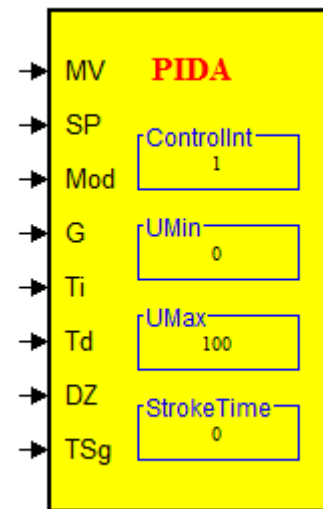 MV PIDA
SP
ControlInt
1
Mod
G
UMin
0
Ti
UMax
Td
100
DZ
StrokeTime
0
TSg